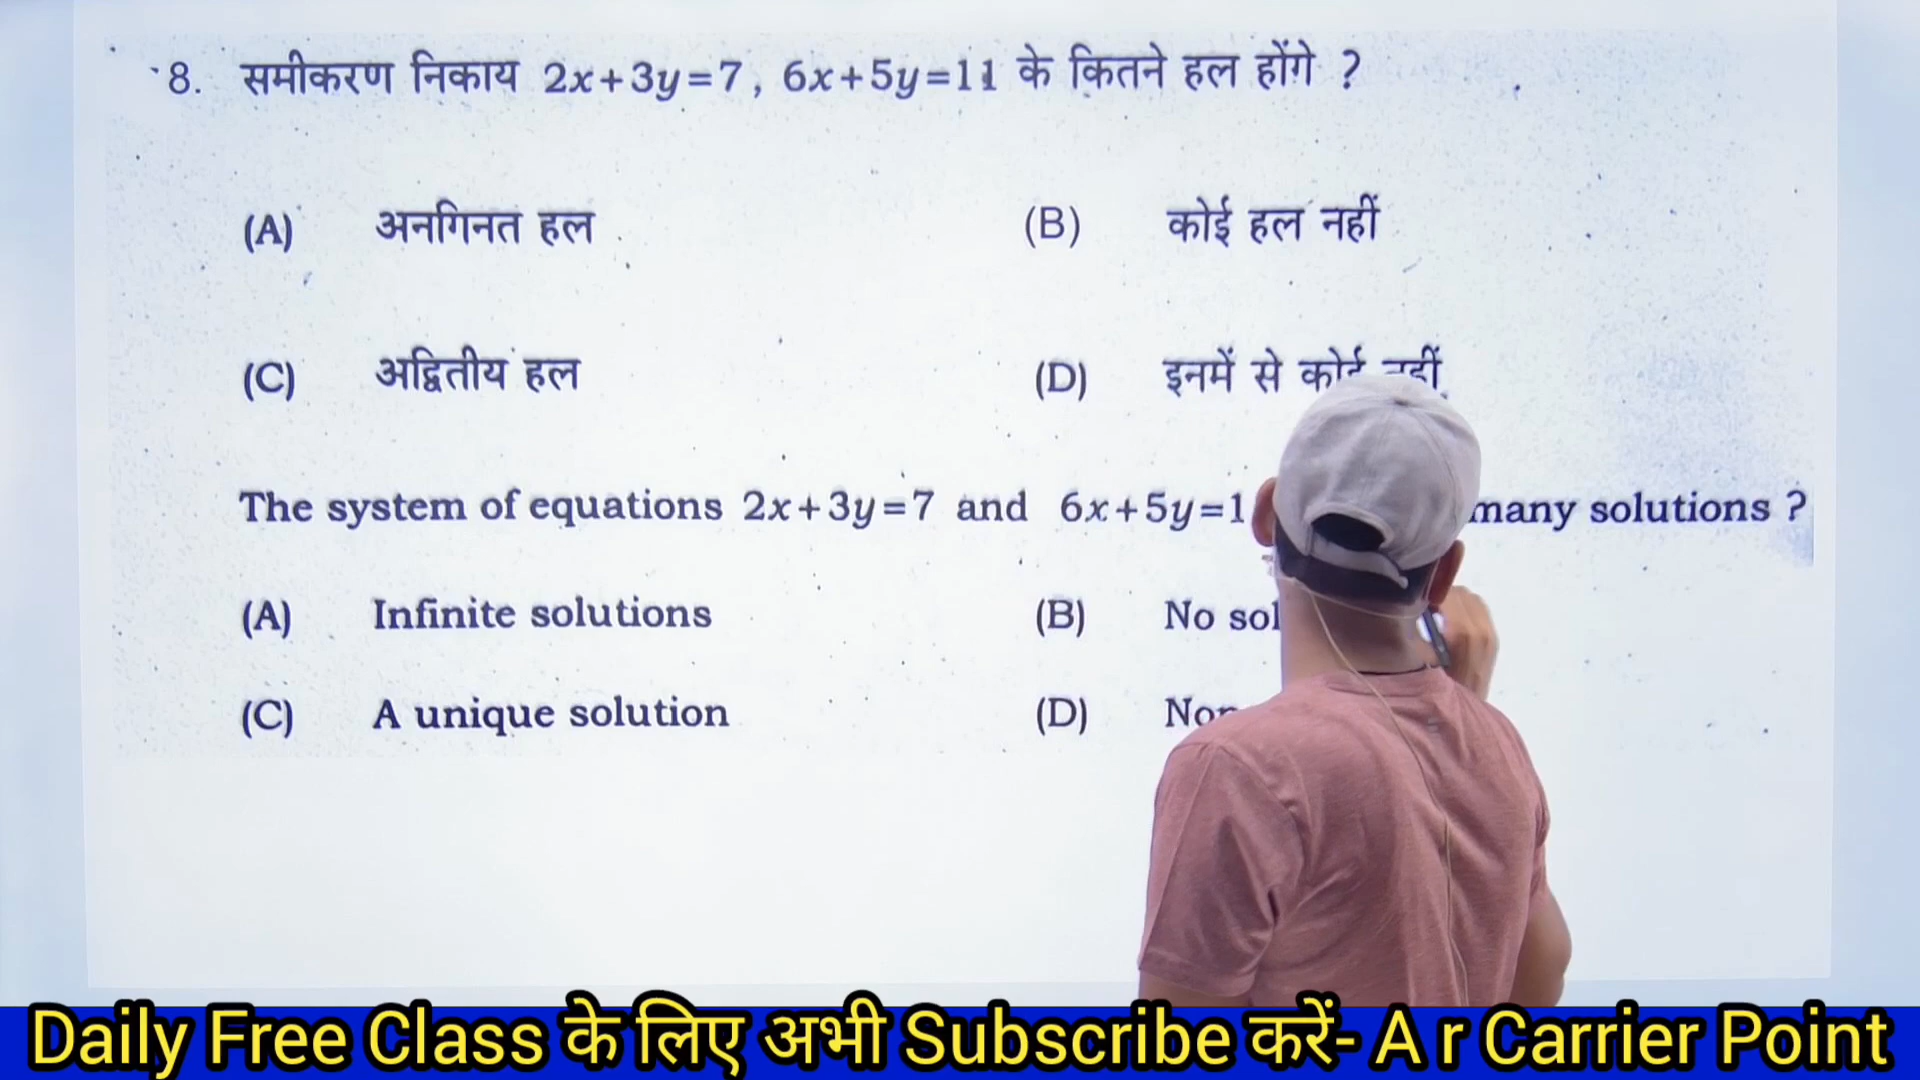 8. समीकरण निकाय 2x+3y=7, 6x+5y=11 के कितने हल होंगे ?
(A) अनगिनत हल (B) कोई हल नहीं
(C) अद्वितीय हल (D) इनमें से कोई नहीं
The system of equations 2x+3y=7 and 6x+5y=1 many solutions ?
(A) Infinite solutions (B) No
(C) A unique solution (D)
Daily Free Class के लिए अभी Subscribe करें- A r Carrier Point